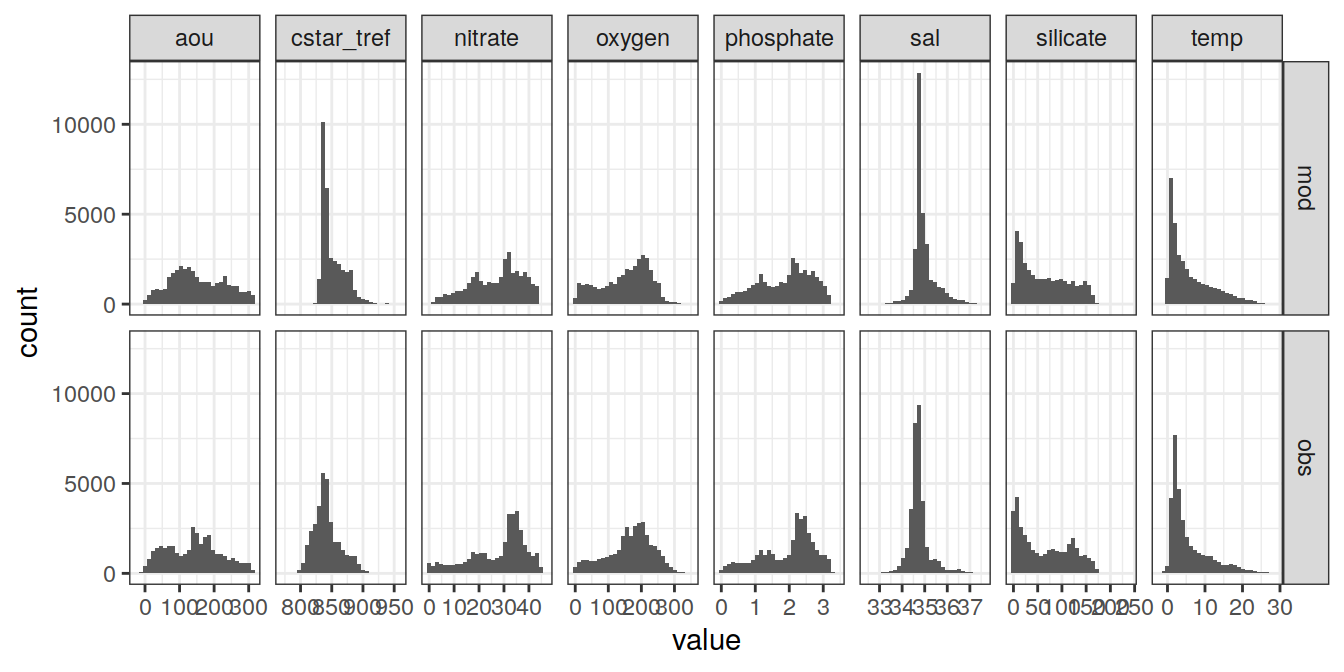 aou cstar_tref nitrate oxygen phosphate sal silicate temp
10000
5000
0
mod
count
10000
5000
0
obs
0 100 200 300 800 850 900 950 0 10 20 30 40 0 100 200 300 0 1 2 3 33 34 35 36 37 0 50 100 150 200 250 0 10 20 30
value